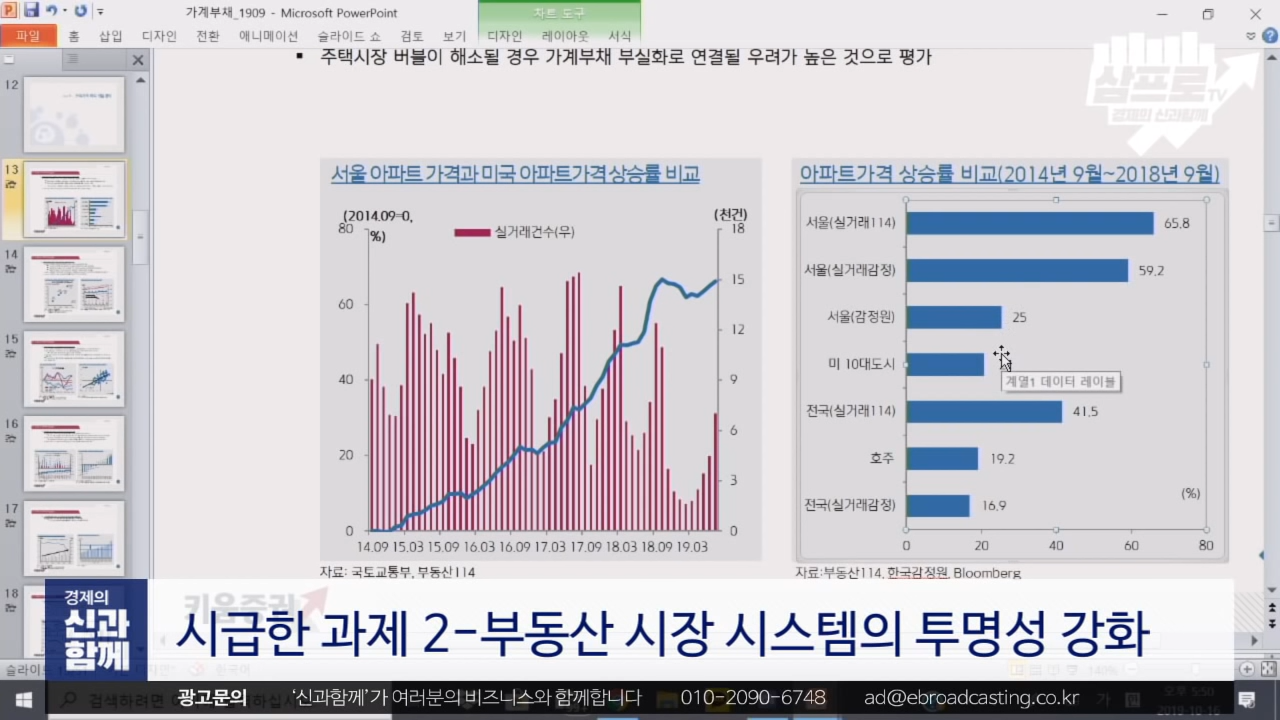 가계부채_1909 - Microsoft PowerPoint
차트 도구
파일 홈 삽입 디자인 전환 애니메이션 슬라이드 쇼 검토 보기 디자인 레이아웃 서식
▪ 주택시장 버블이 해소될 경우 가계부채 부실화로 연결될 우려가 높은 것으로 평가
삼프로TV
경제의 신과함께
12
13
14
15
16
17
18
서울 아파트 가격과 미국 아파트가격 상승률 비교
(2014.09=0,
%)
(천건)
실거래건수(우)
80
60
40
20
0
18
15
12
9
6
3
0
14.09 15.03 15.09 16.03 16.09 17.03 17.09 18.03 18.09 19.03
자료: 국토교통부, 부동산114
아파트가격 상승률 비교(2014년 9월~2018년 9월)
서울(실거래114) 65.8
서울(실거래감정) 59.2
서울(감정원) 25
미 10대도시
계열1 데이터 레이블
전국(실거래114) 41.5
호주 19.2
전국(실거래감정) 16.9
(%)
0 20 40 60 80
자료:부동산114, 한국감정원, Bloomberg
키움증권
경제의
신과
함께
시급한 과제 2-부동산 시장 시스템의 투명성 강화
광고문의 '신과함께'가 여러분의 비즈니스와 함께합니다 010-2090-6748 ad@ebroadcasting.co.kr